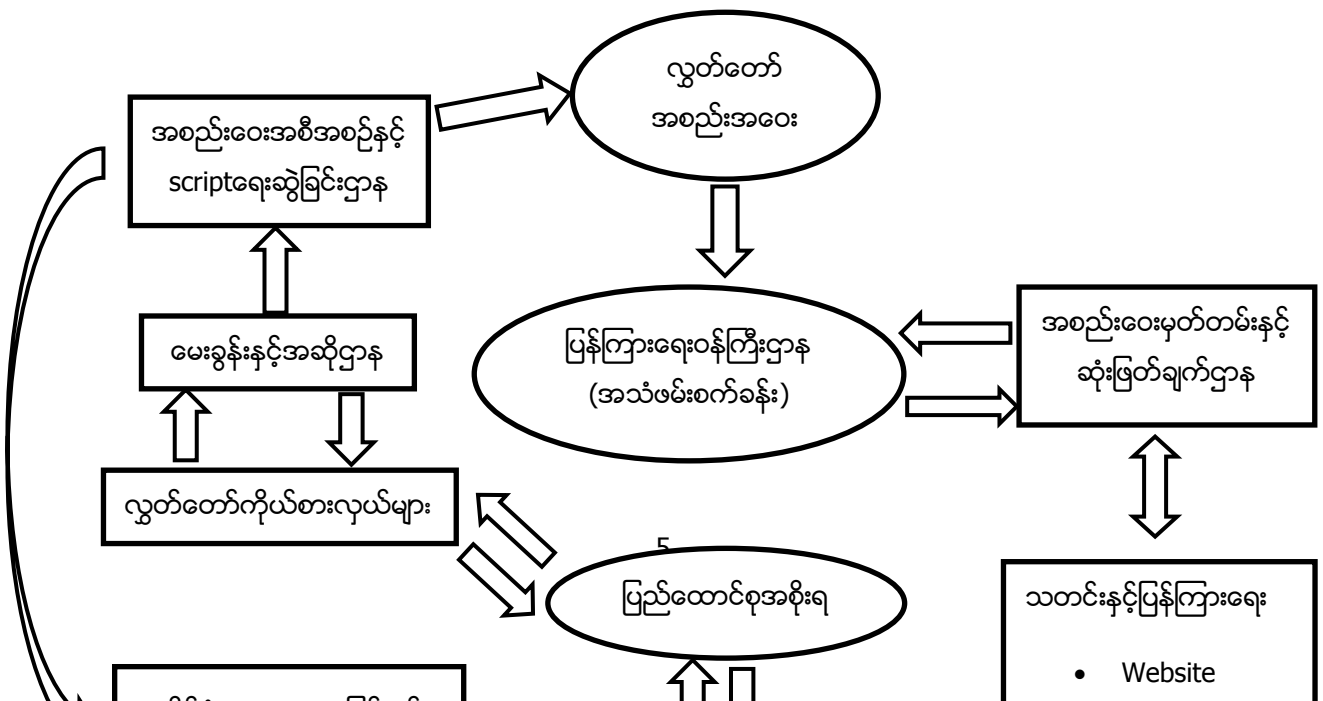 လွှတ်တော်
အစည်းအဝေး
အစည်းဝေးအစီအစဉ်နှင့်
scriptရေးဆွဲခြင်းဌာန
မေးခွန်းနှင့်အဆိုဌာန
ပြန်ကြားရေးဝန်ကြီးဌာန
(အသံဖမ်းစက်ခန်း)
အစည်းဝေးမှတ်တမ်းနှင့်
ဆုံးဖြတ်ချက်ဌာန
လွှတ်တော်ကိုယ်စားလှယ်များ
5
ပြည်ထောင်စုအစိုးရ
သတင်းနှင့်ပြန်ကြားရေး
• Website